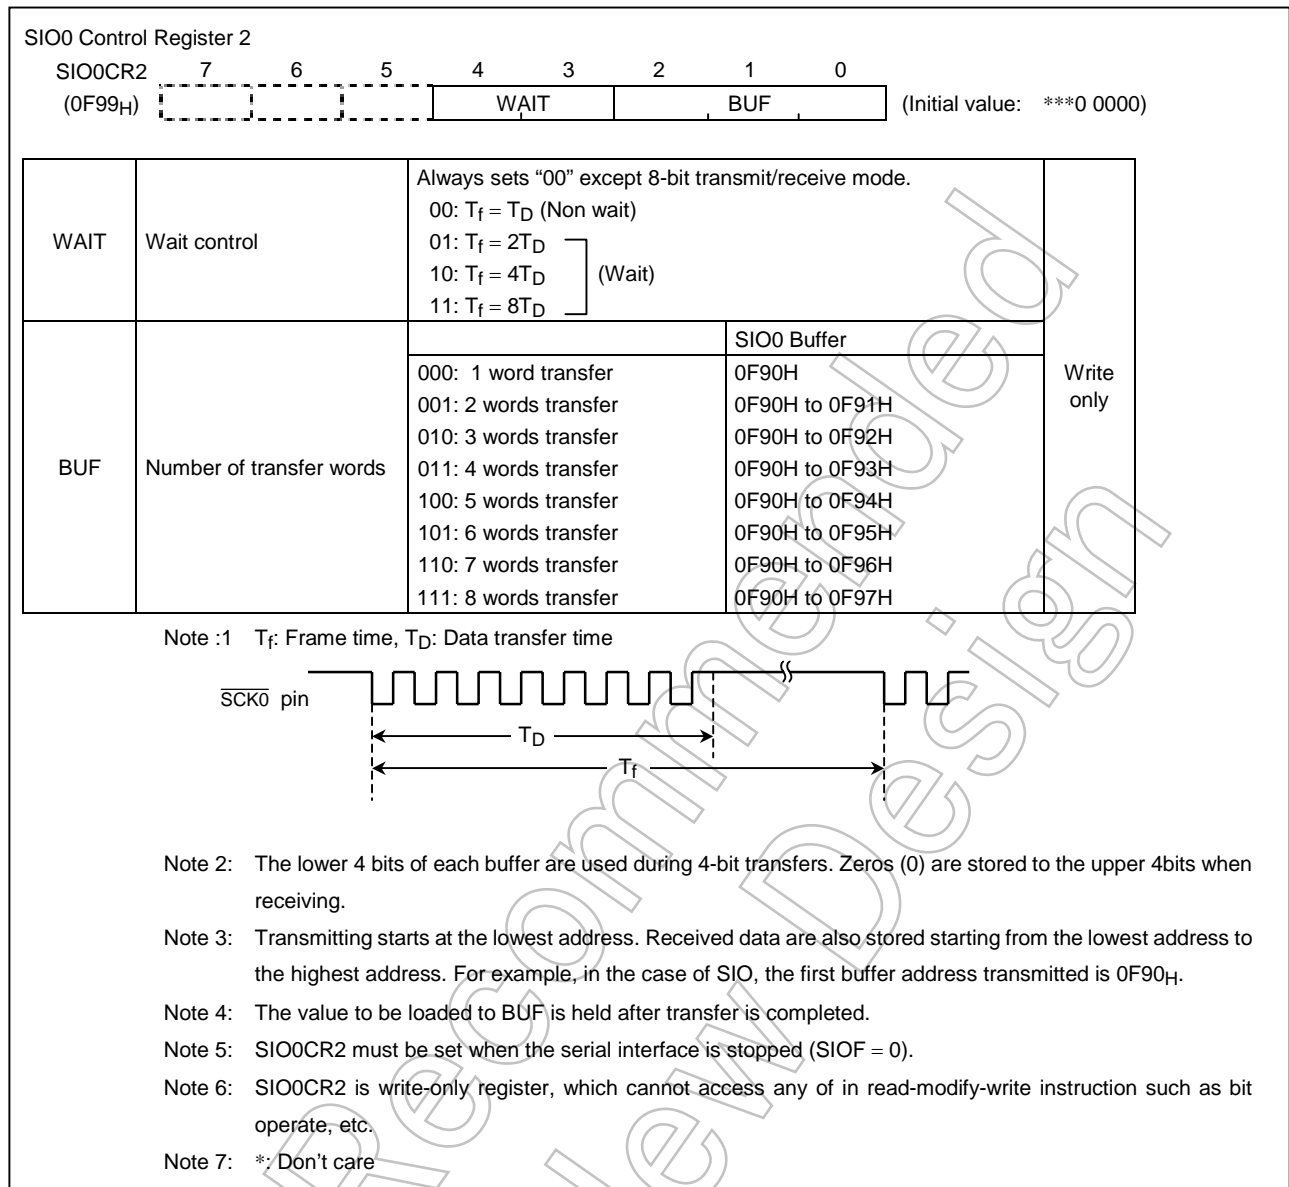 SIO0 Control Register 2
SIO0CR2 7 6 5 4 3 2 1 0
(0F99H) WAIT BUF (Initial value: ***0 0000)
WAIT Wait control
Always sets “00” except 8-bit transmit/receive mode.
00: Tf = TD (Non wait)
01: Tf = 2TD
10: Tf = 4TD (Wait)
11: Tf = 8TD
Write only
BUF Number of transfer words
SIO0 Buffer
000: 1 word transfer 0F90H
001: 2 words transfer 0F90H to 0F91H
010: 3 words transfer 0F90H to 0F92H
011: 4 words transfer 0F90H to 0F93H
100: 5 words transfer 0F90H to 0F94H
101: 6 words transfer 0F90H to 0F95H
110: 7 words transfer 0F90H to 0F96H
111: 8 words transfer 0F90H to 0F97H
Note :1 Tf: Frame time, TD: Data transfer time
SCK0 pin
TD
Tf
Note 2: The lower 4 bits of each buffer are used during 4-bit transfers. Zeros (0) are stored to the upper 4bits when
receiving.
Note 3: Transmitting starts at the lowest address. Received data are also stored starting from the lowest address to
the highest address. For example, in the case of SIO, the first buffer address transmitted is 0F90H.
Note 4: The value to be loaded to BUF is held after transfer is completed.
Note 5: SIO0CR2 must be set when the serial interface is stopped (SIOF = 0).
Note 6: SIO0CR2 is write-only register, which cannot access any of in read-modify-write instruction such as bit
operate, etc.
Note 7: *: Don’t care
Recommended
New Design